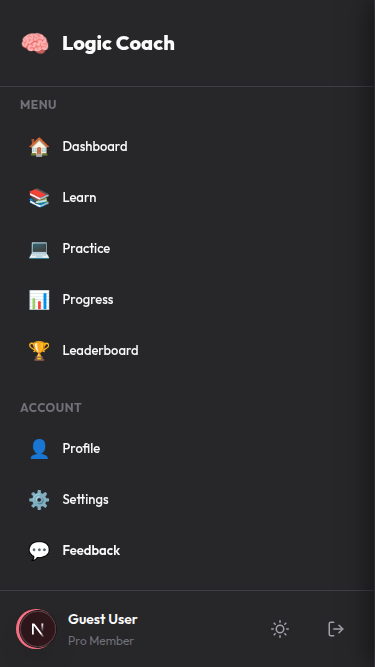 Logic Coach
MENU
Dashboard
Learn
Practice
Progress
Leaderboard
ACCOUNT
Profile
Settings
Feedback
N
Guest User
Pro Member